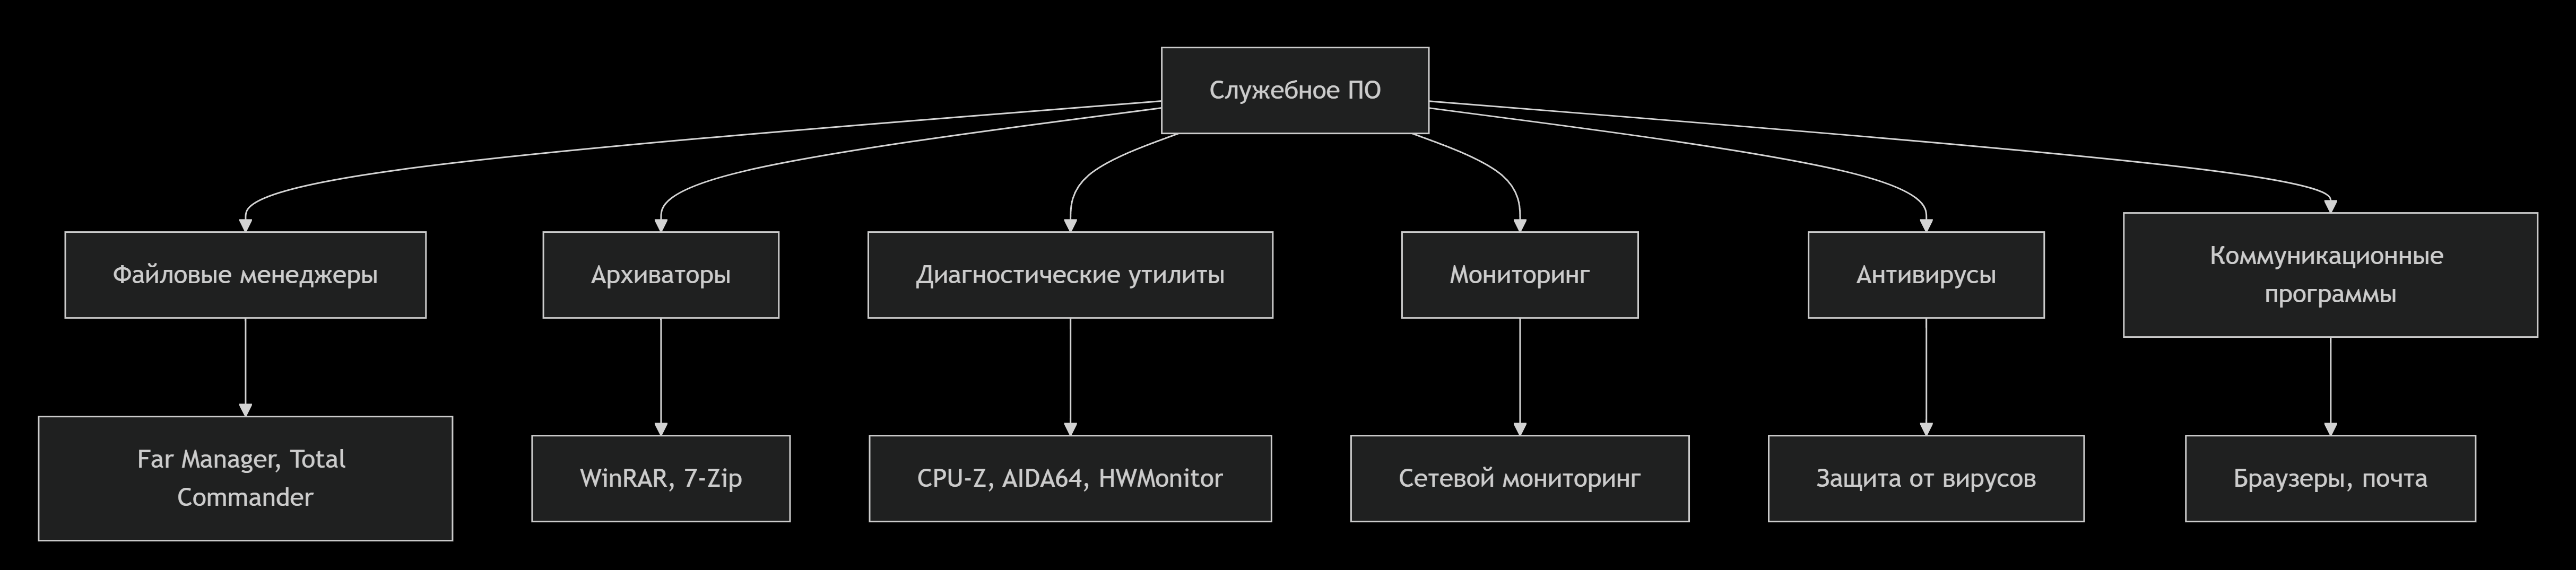 Служебное ПО
Файловые менеджеры
Архиваторы
Диагностические утилиты
Мониторинг
Антивирусы
Коммуникационные
программы
Far Manager, Total
Commander
WinRAR, 7-Zip
CPU-Z, AIDA64, HWMonitor
Сетевой мониторинг
Защита от вирусов
Браузеры, почта